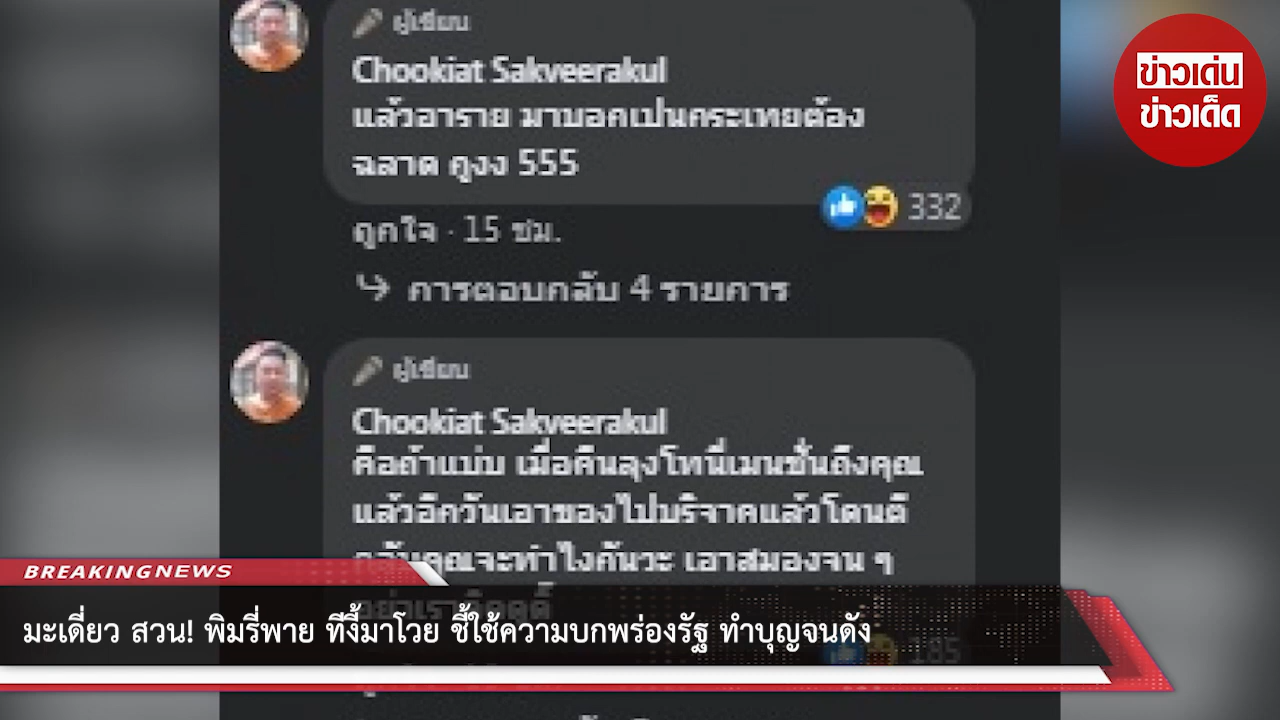 ผู้เขียน
Chookiat Sakveerakul
แล้วอาราย มาบอกเปนกระเทยต้อง
ฉลาด คูงง 555
332
ถูกใจ · 15 ชม.
การตอบกลับ 4 รายการ
ผู้เขียน
Chookiat Sakveerakul
คือถ้าแบ่บ เมื่อคืนลุงโทนี่เมนชั่นถึงคุณ
แล้วอีกวันเอาของไปบริจาคแล้วโดนตี
กลับคุณจะทำไงคันวะ เอาสมองจน ๆ
185
ข่าวเด่น
ข่าวเด็ด
BREAKINGNEWS
มะเดี่ยว สวน! พิมรี่พาย ทีงี้มาโวย ชี้ใช้ความบกพร่องรัฐ ทำบุญจนดัง